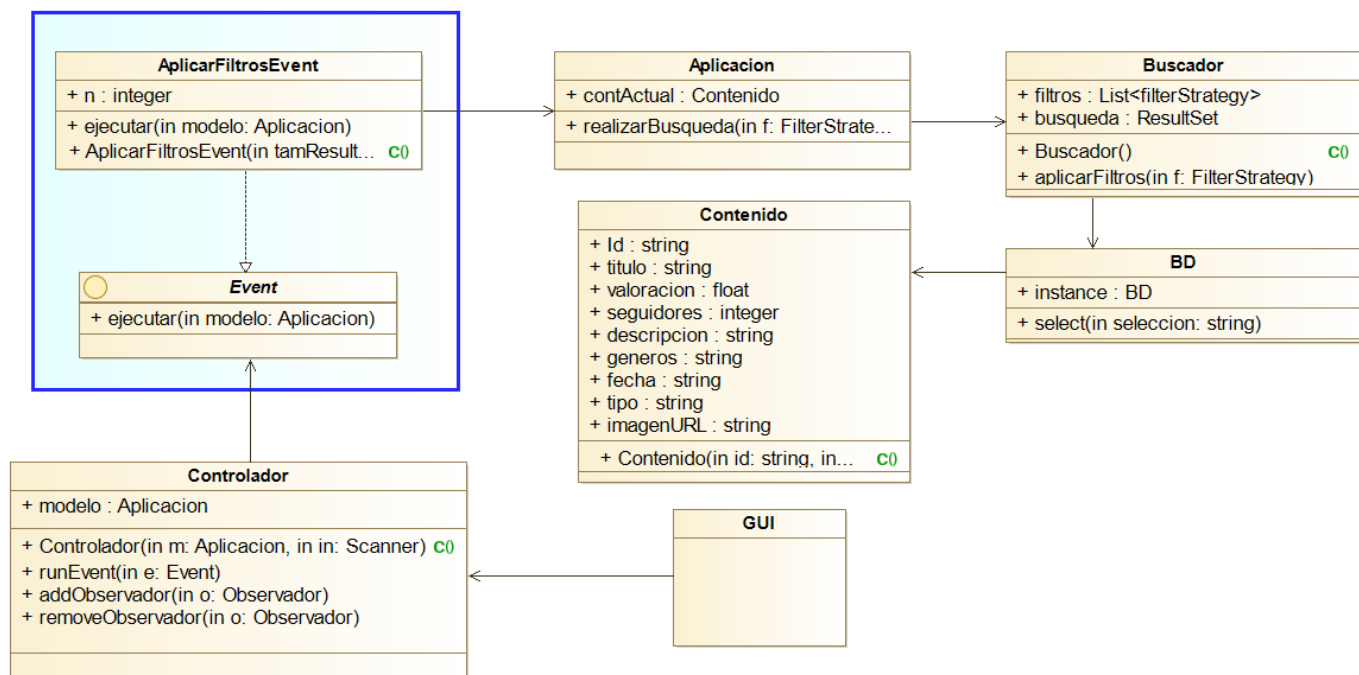 AplicarFiltrosEvent
+ n : integer
+ ejecutar(in modelo: Aplicacion)
+ AplicarFiltrosEvent(in tamResult... C()
Aplicacion
+ contActual : Contenido
+ realizarBusqueda(in f: FilterStrate...
Buscador
+ filtros : List<filterStrategy>
+ busqueda : ResultSet
+ Buscador() C()
+ aplicarFiltros(in f: FilterStrategy)
Contenido
+ Id : string
+ titulo : string
+ valoracion : float
+ seguidores : integer
+ descripcion : string
+ generos : string
+ fecha : string
+ tipo : string
+ imagenURL : string
+ Contenido(in id: string, in... C()
BD
+ instance : BD
+ select(in seleccion: string)
Event
+ ejecutar(in modelo: Aplicacion)
Controlador
+ modelo : Aplicacion
+ Controlador(in m: Aplicacion, in in: Scanner) C()
+ runEvent(in e: Event)
+ addObservador(in o: Observador)
+ removeObservador(in o: Observador)
GUI